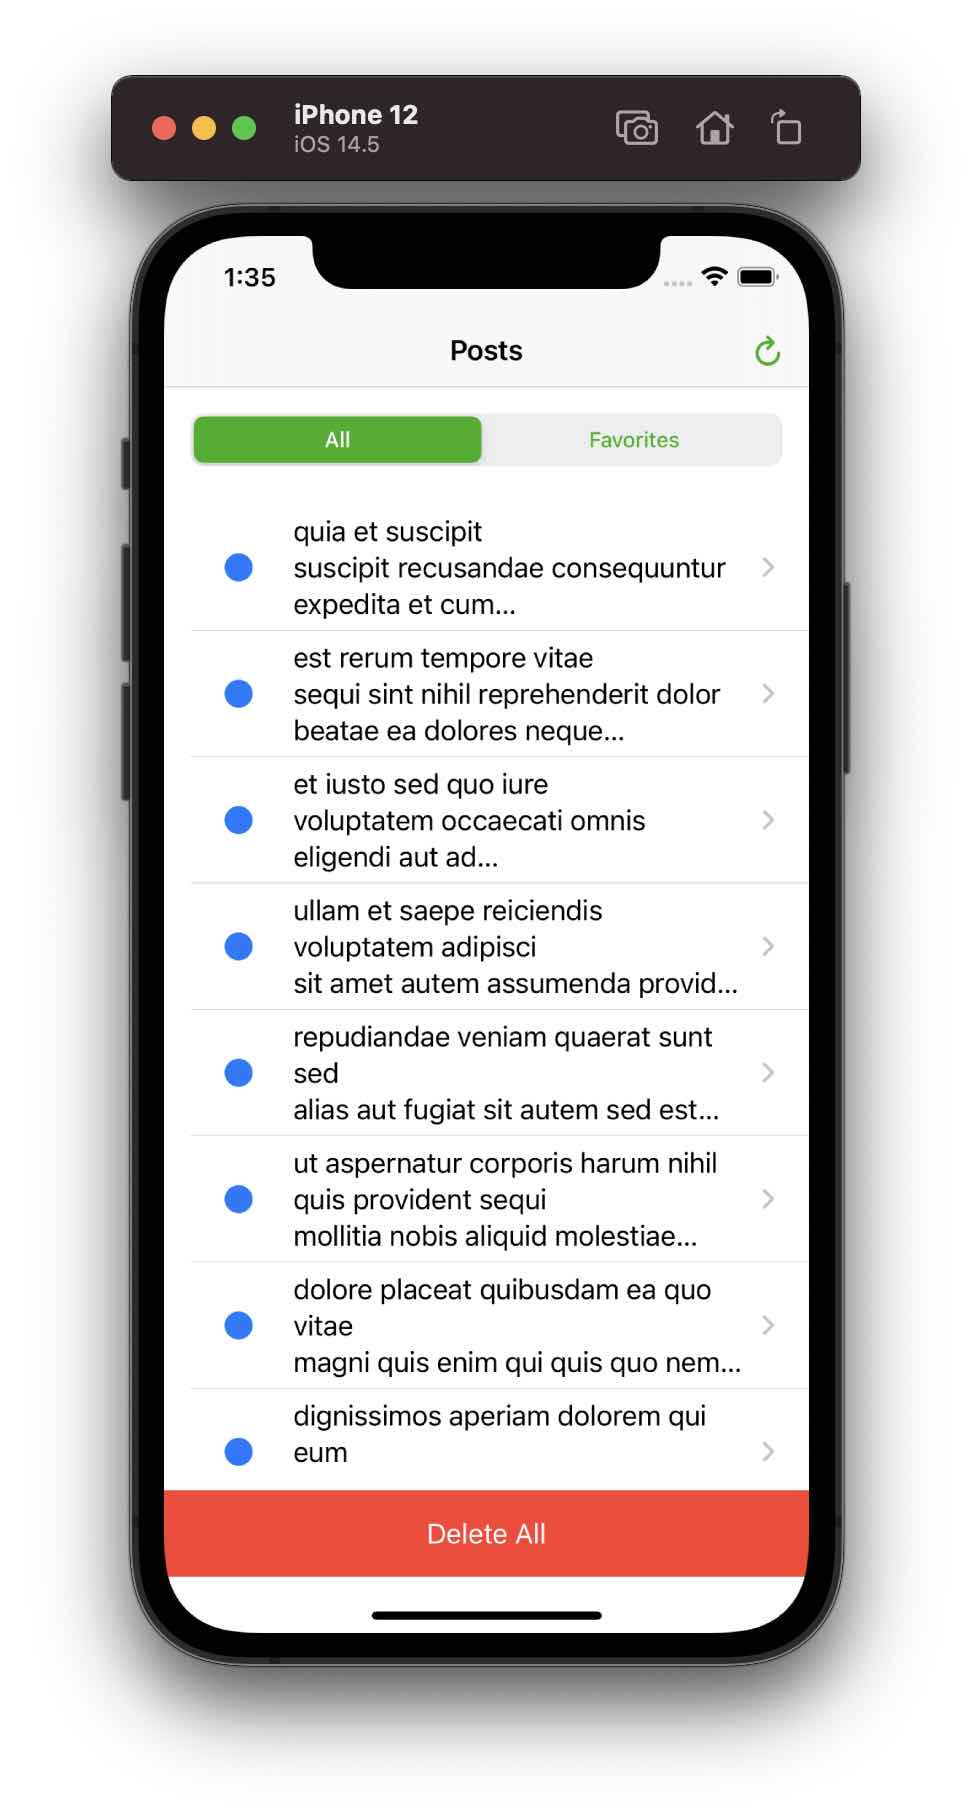 iPhone 12
iOS 14.5
1:35
Posts
All
Favorites
quia et suscipit
suscipit recusandae consequuntur
expedita et cum...
est rerum tempore vitae
sequi sint nihil reprehenderit dolor
beatae ea dolores neque...
et iusto sed quo iure
voluptatem occaecati omnis
eligendi aut ad...
ullam et saepe reiciendis
voluptatem adipisci
sit amet autem assumenda provid...
repudiandae veniam quaerat sunt
sed
alias aut fugiat sit autem sed est...
ut aspernatur corporis harum nihil
quis provident sequi
mollitia nobis aliquid molestiae...
dolore placeat quibusdam ea quo
vitae
magni quis enim qui quis quo nem...
dignissimos aperiam dolorem qui
eum
Delete All